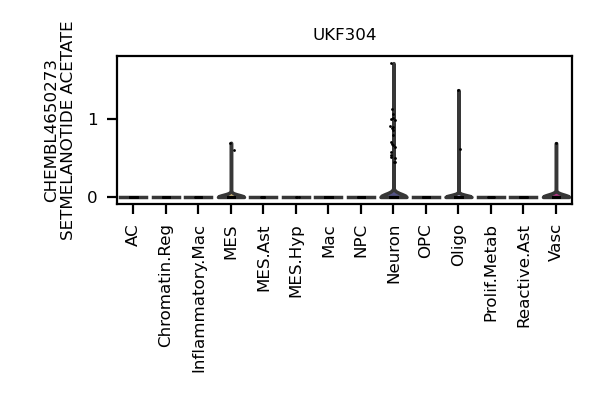 UKF304
CHEMBL4650273
SETMELANOTIDE ACETATE
1
0
AC
Chromatin.Reg
Inflammatory.Mac
MES
MES.Ast
MES.Hyp
Mac
NPC
Neuron
OPC
Oligo
Prolif.Metab
Reactive.Ast
Vasc